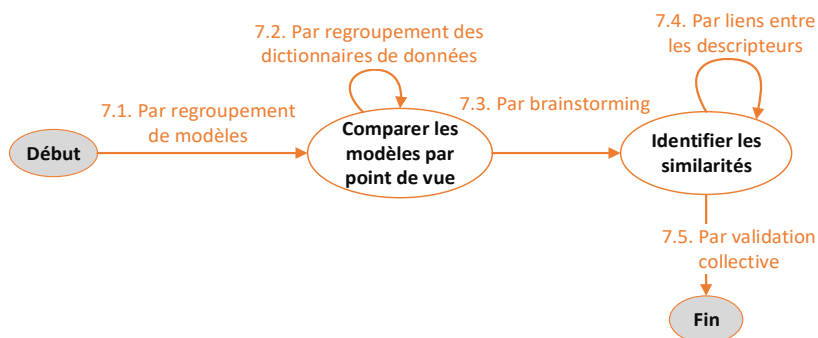 7.2. Par regroupement des
dictionnaires de données
7.4. Par liens entre
les descripteurs
7.1. Par regroupement
de modèles
7.3. Par brainstorming
Début
Comparer les
modèles par
point de vue
Identifier les
similarités
7.5. Par validation
collective
Fin